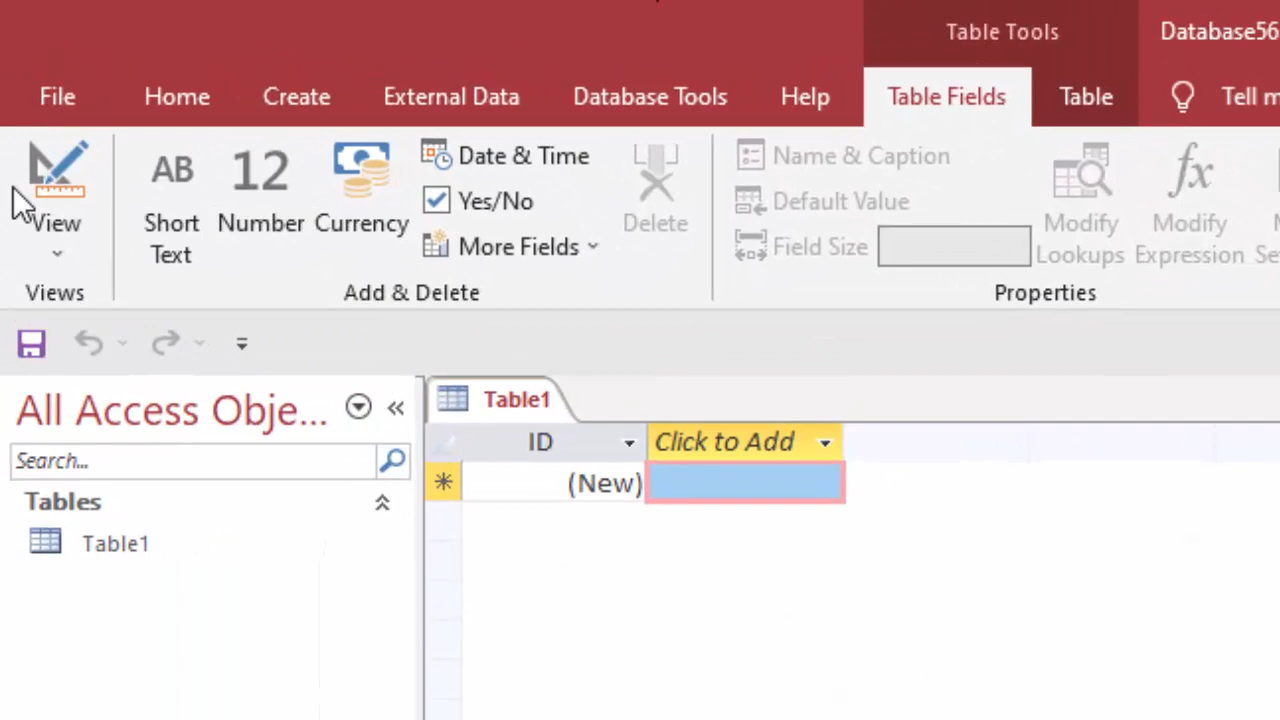 Table Tools
Database56
File
Home
Create
External Data
Database Tools
Help
Table Fields
Table
Tell
View
Views
AB
Short
Text
12
Number
Currency
Date & Time
Yes/No
More Fields
Delete
Add & Delete
Name & Caption
Default Value
Field Size
Modify
Lookups
fx
Modify
Expression
Properties
All Access Obje...
Search...
Tables
Table1
Table1
ID
Click to Add
(New)